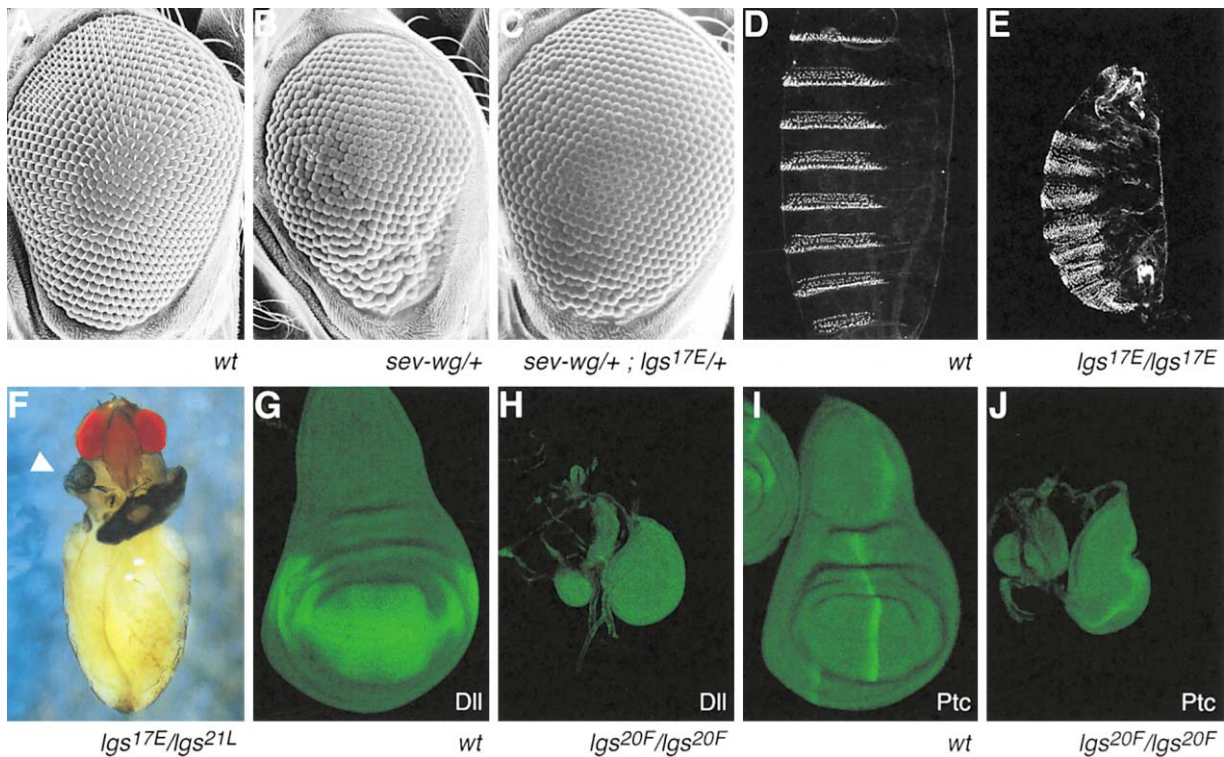 A B C D E
wt sev-wg/+ sev-wg/+ ; lgs17E/+ wt lgs17E/lgs17E
F G H I J
Dll Dll Ptc Ptc
lgs17E/lgs21L wt lgs20F/lgs20F wt lgs20F/lgs20F